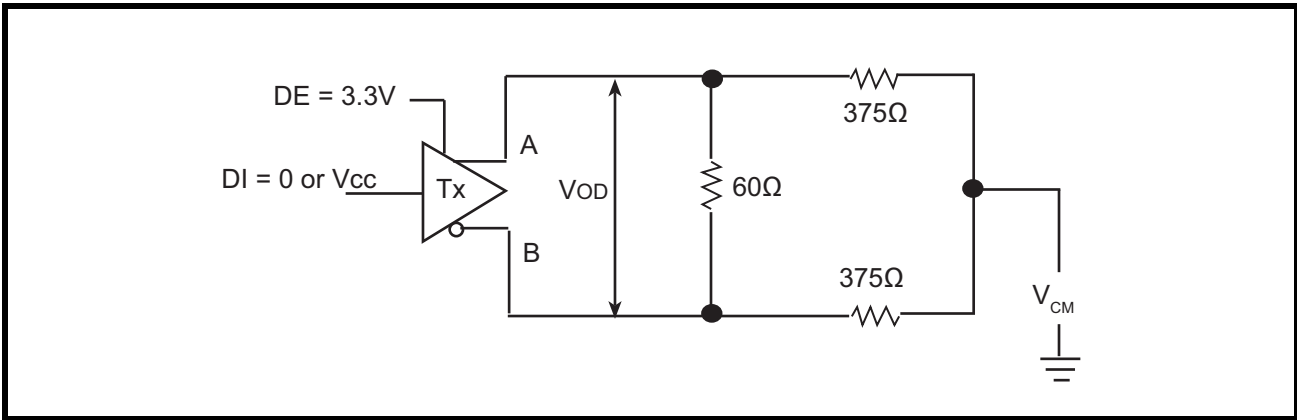 DE = 3.3V
375Ω
A
DI = 0 or Vcc
Tx
VOD
60Ω
B
375Ω
VCM